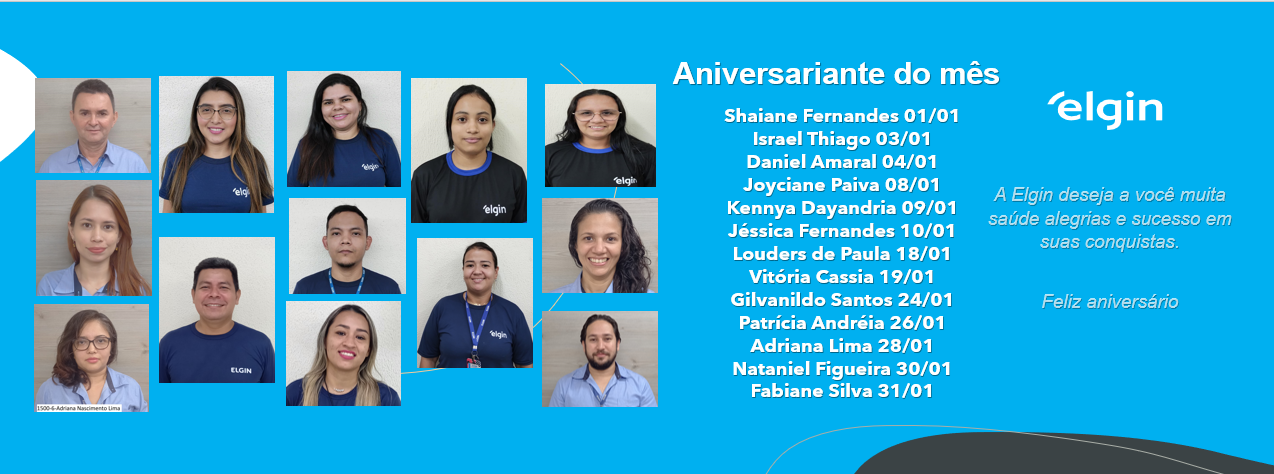 Aniversariante do mês
Shaiane Fernandes 01/01
Israel Thiago 03/01
Daniel Amaral 04/01
Joyciane Paiva 08/01
Kennya Dayandria 09/01
Jéssica Fernandes 10/01
Louders de Paula 18/01
Vitória Cassia 19/01
Gilvanildo Santos 24/01
Patrícia Andréia 26/01
Adriana Lima 28/01
Nataniel Figueira 30/01
Fabiane Silva 31/01
elgin
A Elgin deseja a você muita
saúde alegrias e sucesso em
suas conquistas.
Feliz aniversário
elgin
elgin
elgin
elgin
elgin
ELGIN
1500-6-Adriana Nascimento Lima